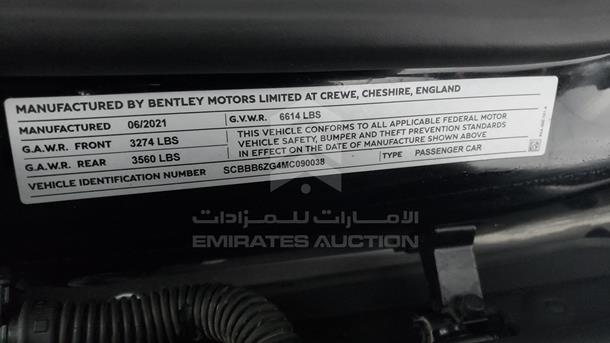 MANUFACTURED BY BENTLEY MOTORS LIMITED AT CREWE, CHESHIRE, ENGLAND
MANUFACTURED 06/2021 G.V.W.R. 6614 LBS
G.A.W.R. FRONT 3274 LBS
G.A.W.R. REAR 3560 LBS
THIS VEHICLE CONFORMS TO ALL APPLICABLE FEDERAL MOTOR
VEHICLE SAFETY, BUMPER AND THEFT PREVENTION STANDARDS
IN EFFECT ON THE DATE OF MANUFACTURE SHOWN ABOVE
VEHICLE IDENTIFICATION NUMBER SCBBB6ZG4MC090038 TYPE PASSENGER CAR
الامارات للمزادات
EMIRATES AUCTION